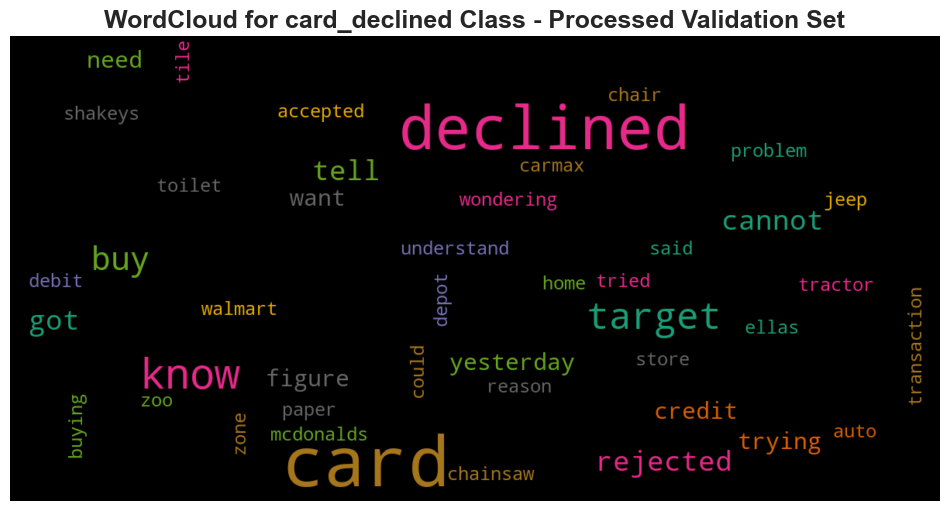 WordCloud for card_declined Class - Processed Validation Set
need
tile
shakeys
accepted
chair
declined
problem
carmax
tell
toilet
want
wondering
jeep
cannot
understand
said
buy
debit
depot
home
tried
tractor
walmart
got
target
ellas
transaction
could
yesterday
store
know
figure
reason
zoo
buying
zone
paper
credit
mcdonalds
auto
trying
card
rejected
chainsaw